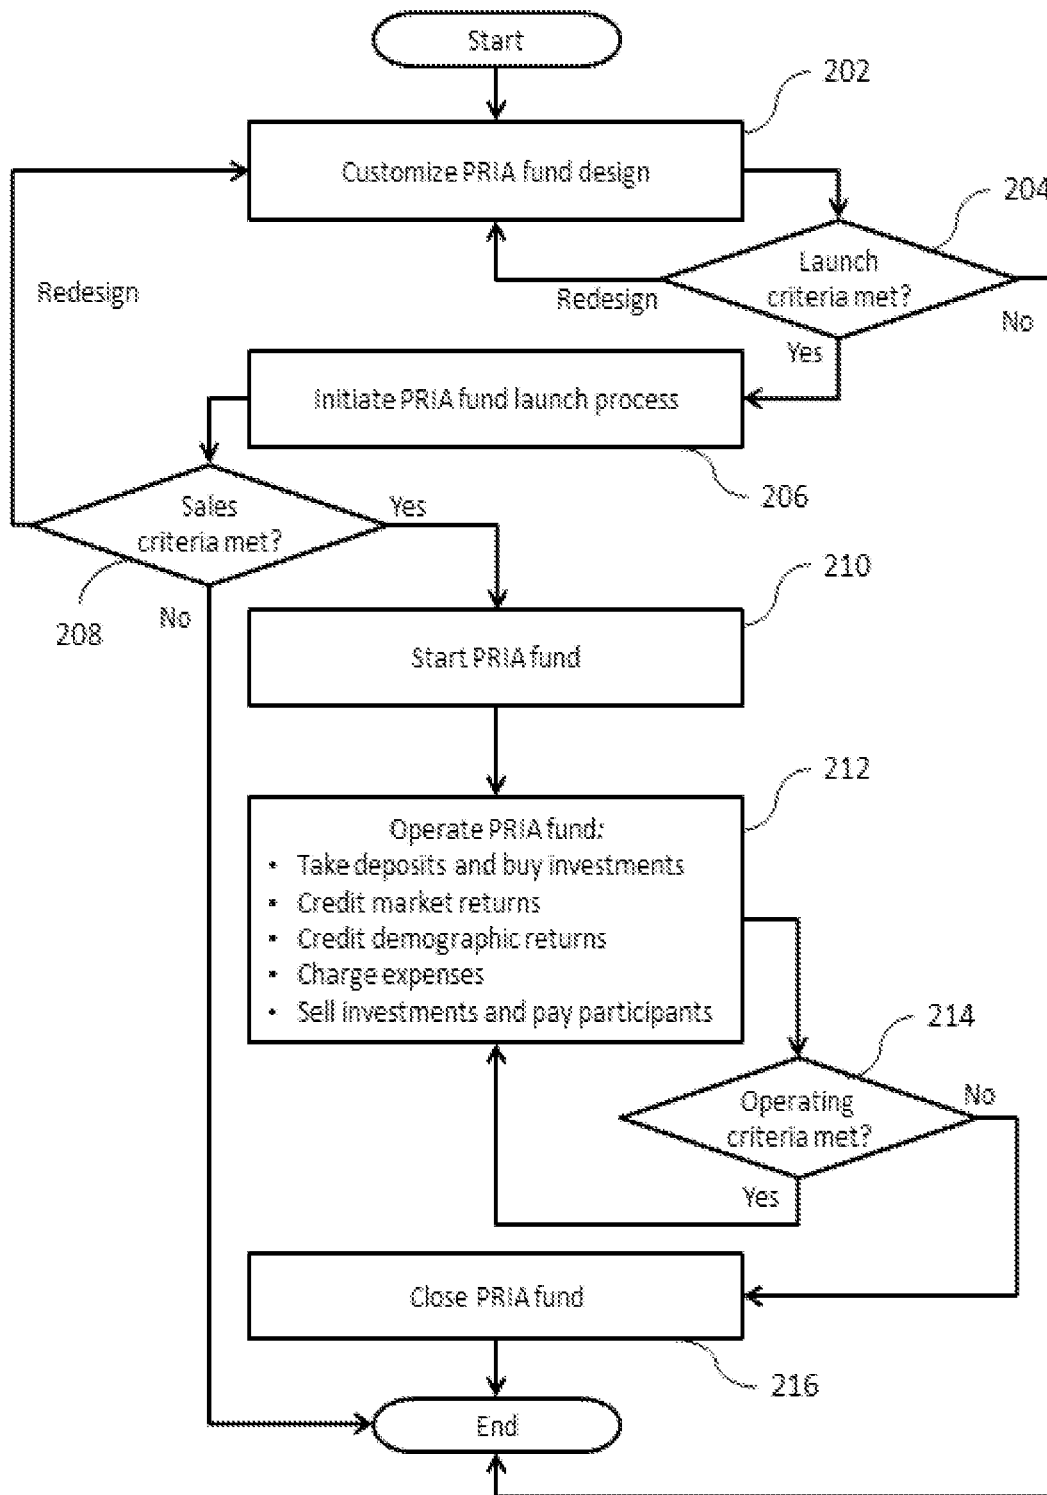 Start
202
Customize PRIA fund design
204
Launch
criteria met?
Redesign
Redesign
No
Yes
Initiate PRIA fund launch process
206
Sales
criteria met?
Yes
208
No
210
Start PRIA fund
212
Operate PRIA fund:
• Take deposits and buy investments
• Credit market returns
• Credit demographic returns
• Charge expenses
• Sell investments and pay participants
214
Operating
criteria met?
No
Yes
Close PRIA fund
216
End